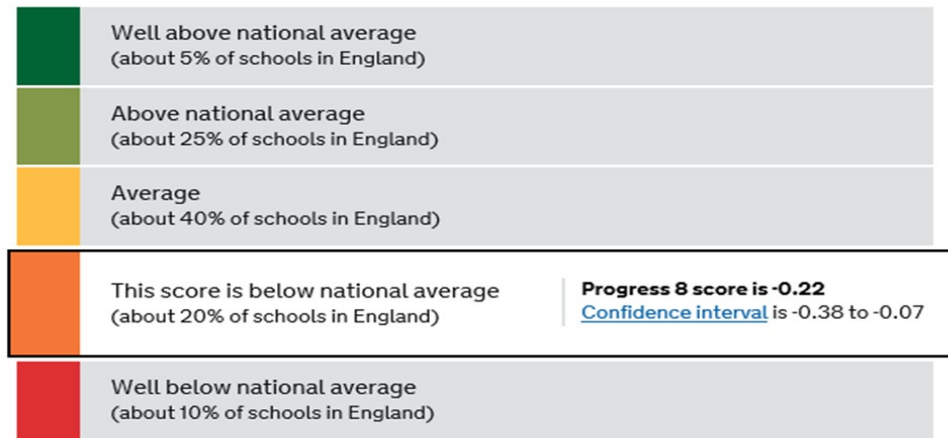 Well above national average
(about 5% of schools in England)
Above national average
(about 25% of schools in England)
Average
(about 40% of schools in England)
This score is below national average
(about 20% of schools in England)
Progress 8 score is -0.22
Confidence interval is -0.38 to -0.07
Well below national average
(about 10% of schools in England)